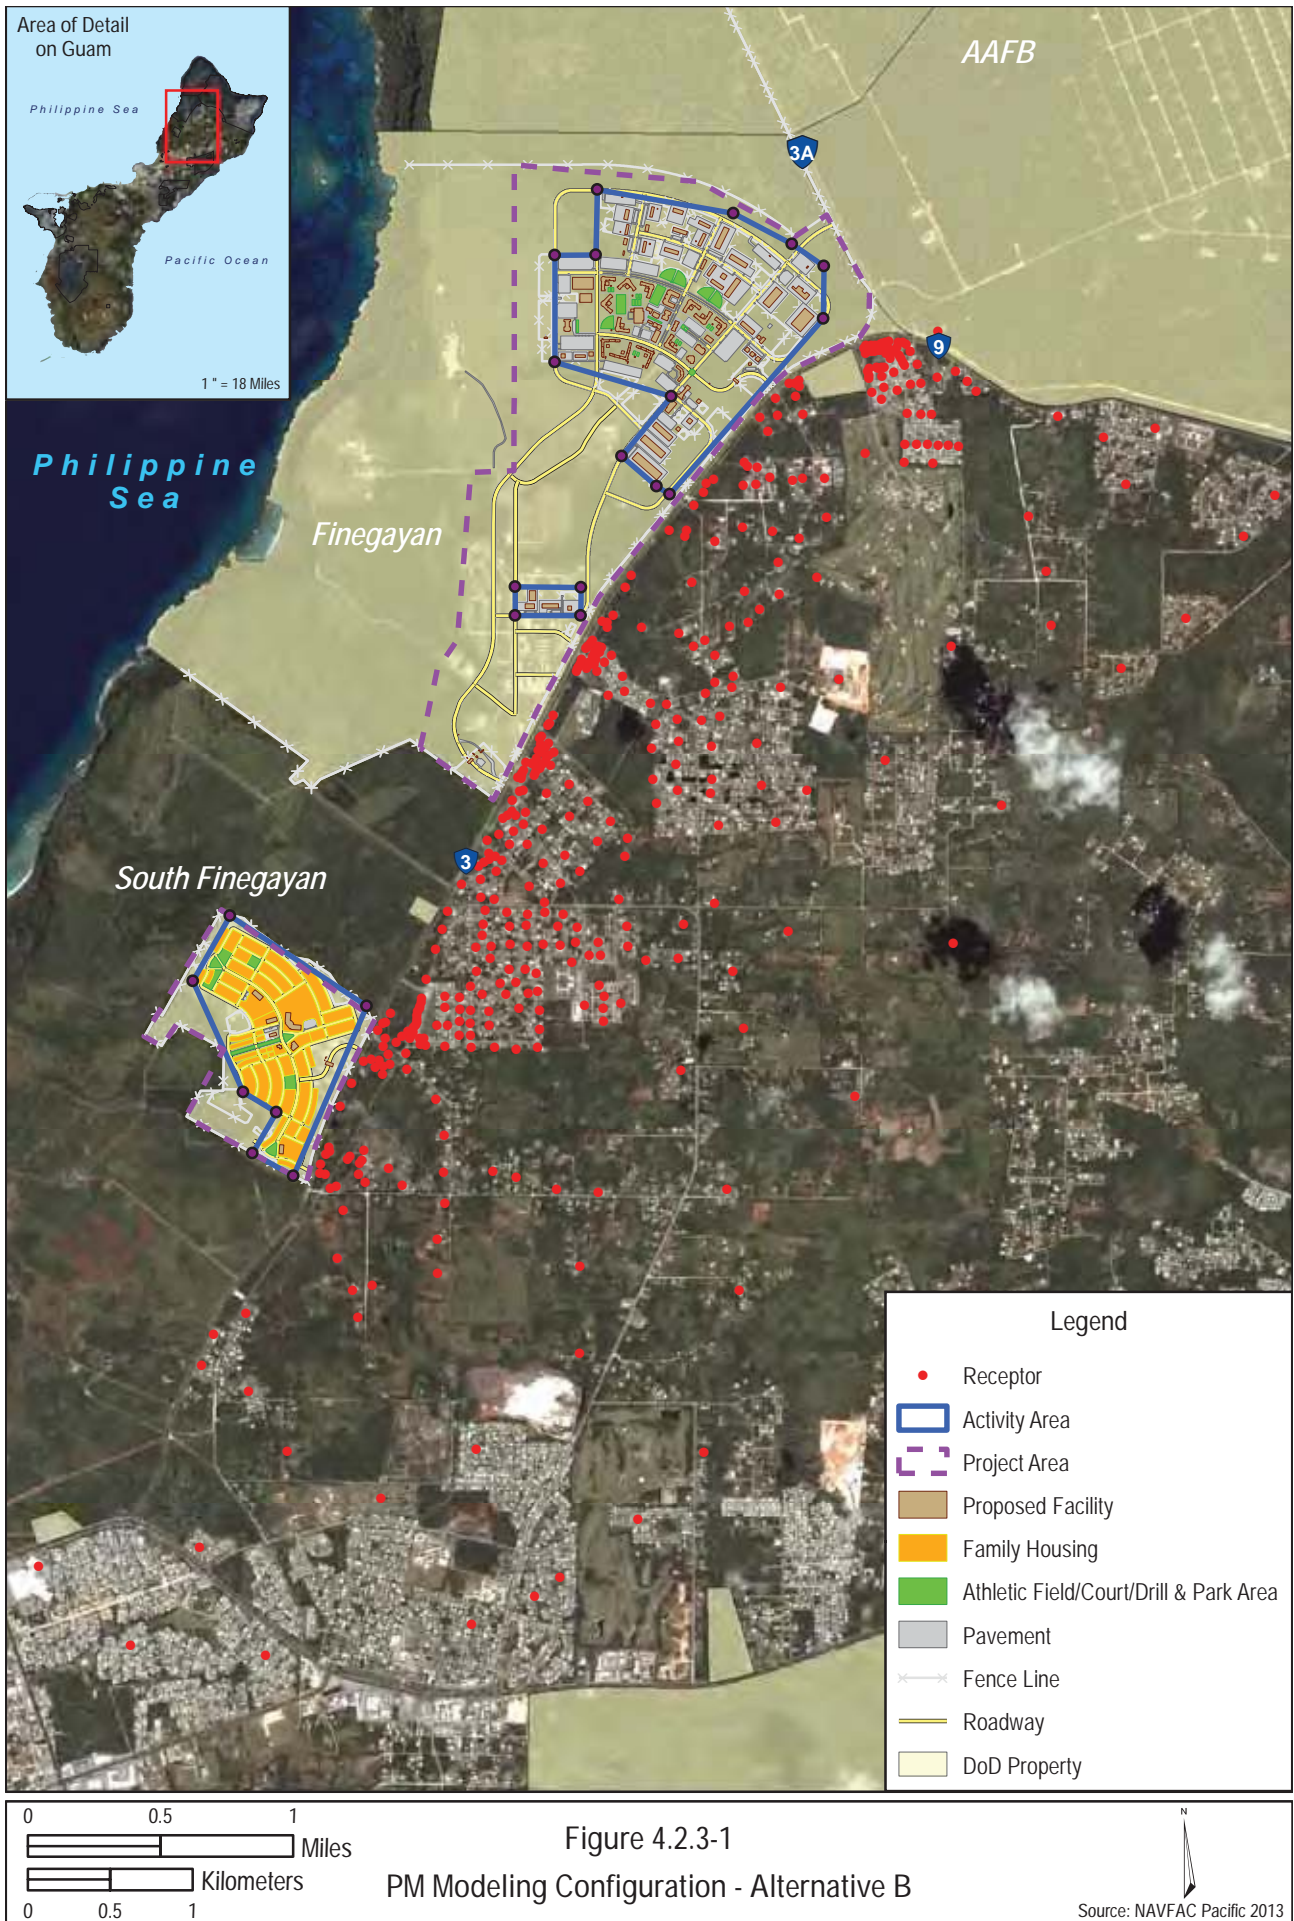 Area of Detail
on Guam
Philippine Sea
Pacific Ocean
1 " = 18 Miles
AAFB
3A
9
Philippine
Sea
Finegayan
3
South Finegayan
Legend
Receptor
Activity Area
Project Area
Proposed Facility
Family Housing
Athletic Field/Court/Drill & Park Area
Pavement
Fence Line
Roadway
DoD Property
0 0.5 1
Miles
Kilometers
0 0.5 1
Figure 4.2.3-1
PM Modeling Configuration - Alternative B
N
Source: NAVFAC Pacific 2013